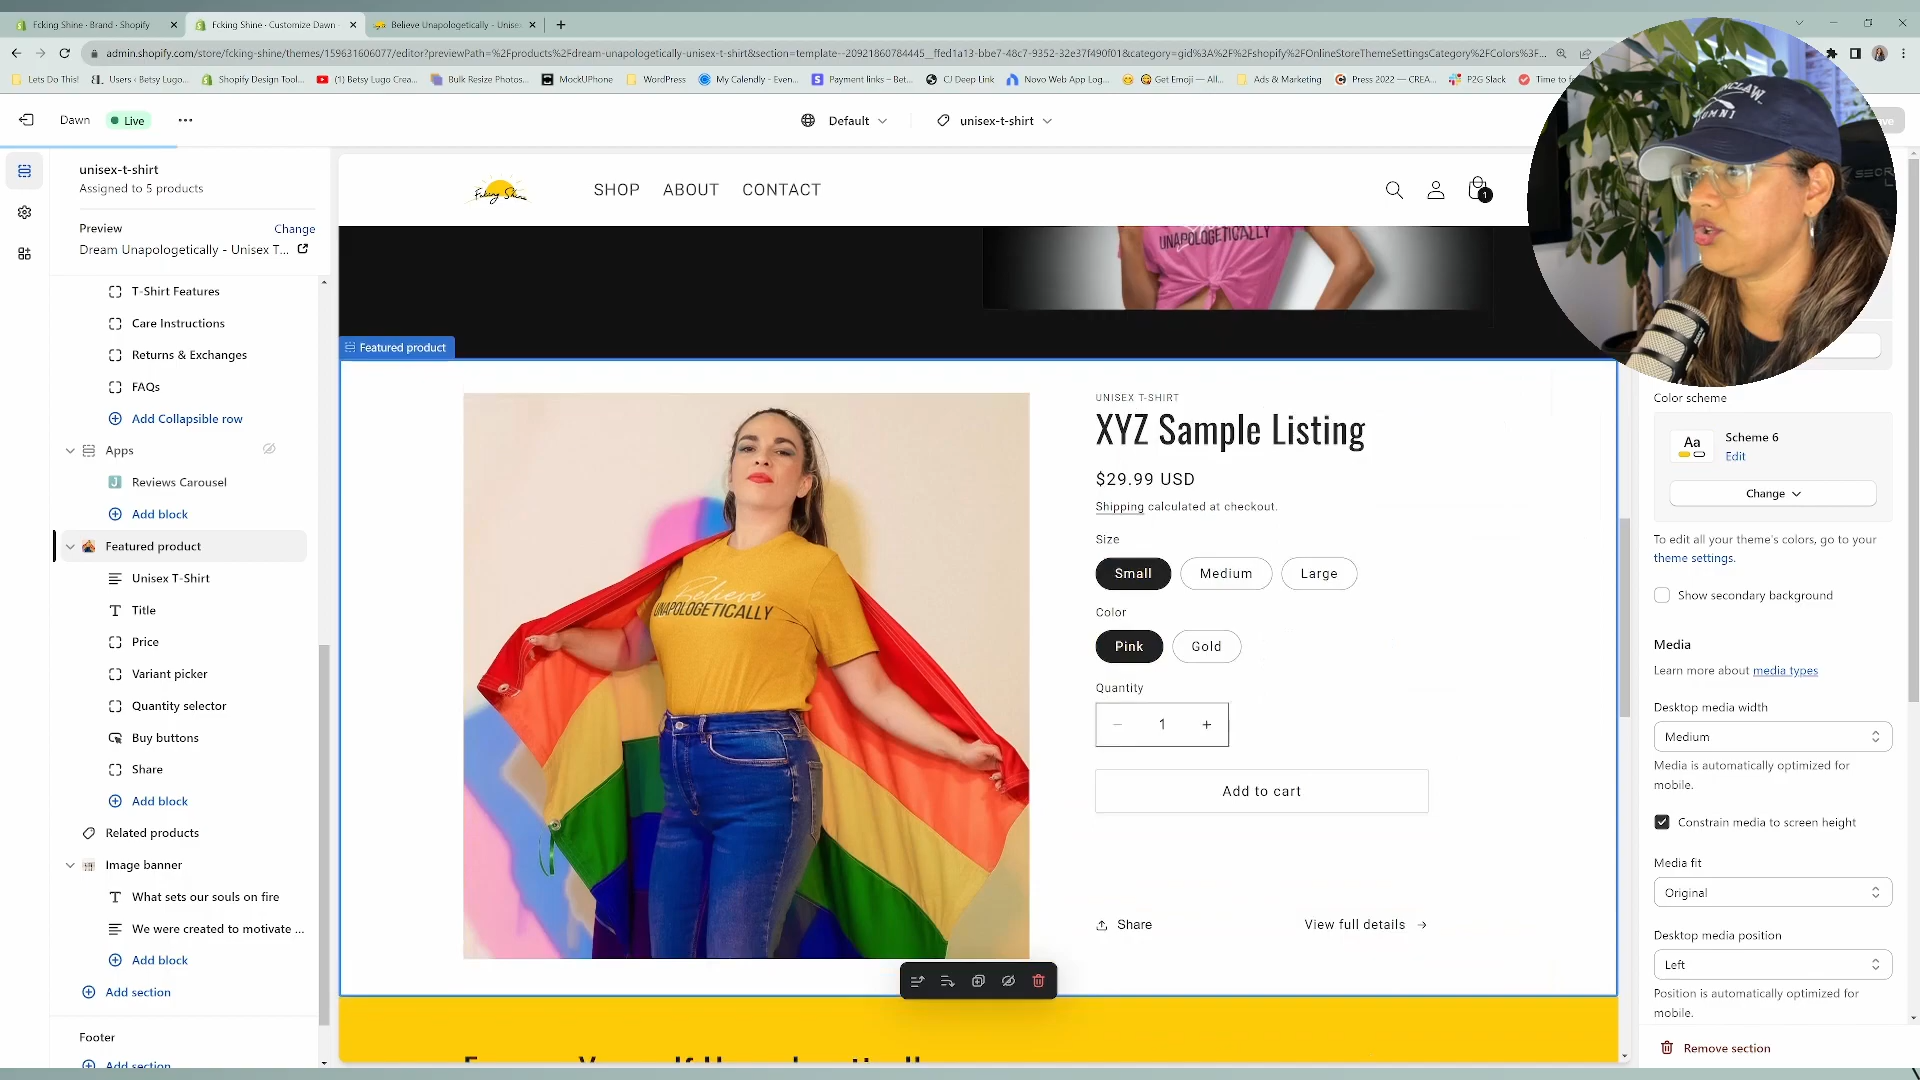 Fcking Shine · Brand · Shopify
Fcking Shine · Customize Dawn ·
Believe Unapologetically - Unise
admin.shopify.com/store/fcking-shine/themes/159631606077/editor?previewPath=%2Fproducts%2Fdream-unapologetically-unisex-t-shirt&section=template--20921860784445__ffed1a13-bbe7-48c7-9352-32e37f490f01&category=gid%3A%2F%2Fshopify%2FOnlineStoreThemeSettingsCategory%2FColors%3F...
Lets Do This!
Users ‹ Betsy Lugo...
Shopify Design Tool...
(1) Betsy Lugo Crea...
Bulk Resize Photos...
MockUPhone
WordPress
My Calendly - Even...
Payment links – Bet...
CJ Deep Link
Novo Web App Log...
Get Emoji — All...
Ads & Marketing
Press 2022 — CREA...
P2G Slack
Time to
Dawn
Live
Default
unisex-t-shirt
unisex-t-shirt
Assigned to 5 products
Preview
Change
Dream Unapologetically - Unisex T...
T-Shirt Features
Care Instructions
Returns & Exchanges
FAQs
Add Collapsible row
Apps
Reviews Carousel
Add block
Featured product
Unisex T-Shirt
Title
Price
Variant picker
Quantity selector
Buy buttons
Share
Add block
Related products
Image banner
What sets our souls on fire
We were created to motivate ...
Add block
Add section
Footer
Add section
Fcking Shine
SHOP
ABOUT
CONTACT
1
UNAPOLOGETICALLY
Featured product
Believe
UNAPOLOGETICALLY
UNISEX T-SHIRT
XYZ Sample Listing
$29.99 USD
Shipping calculated at checkout.
Size
Small
Medium
Large
Color
Pink
Gold
Quantity
1
Add to cart
Share
View full details
ALUMNI
Color scheme
Aa
Scheme 6
Edit
Change
To edit all your theme's colors, go to your
theme settings.
Show secondary background
Media
Learn more about media types
Desktop media width
Medium
Media is automatically optimized for
mobile.
Constrain media to screen height
Media fit
Original
Desktop media position
Left
Position is automatically optimized for
mobile.
Remove section